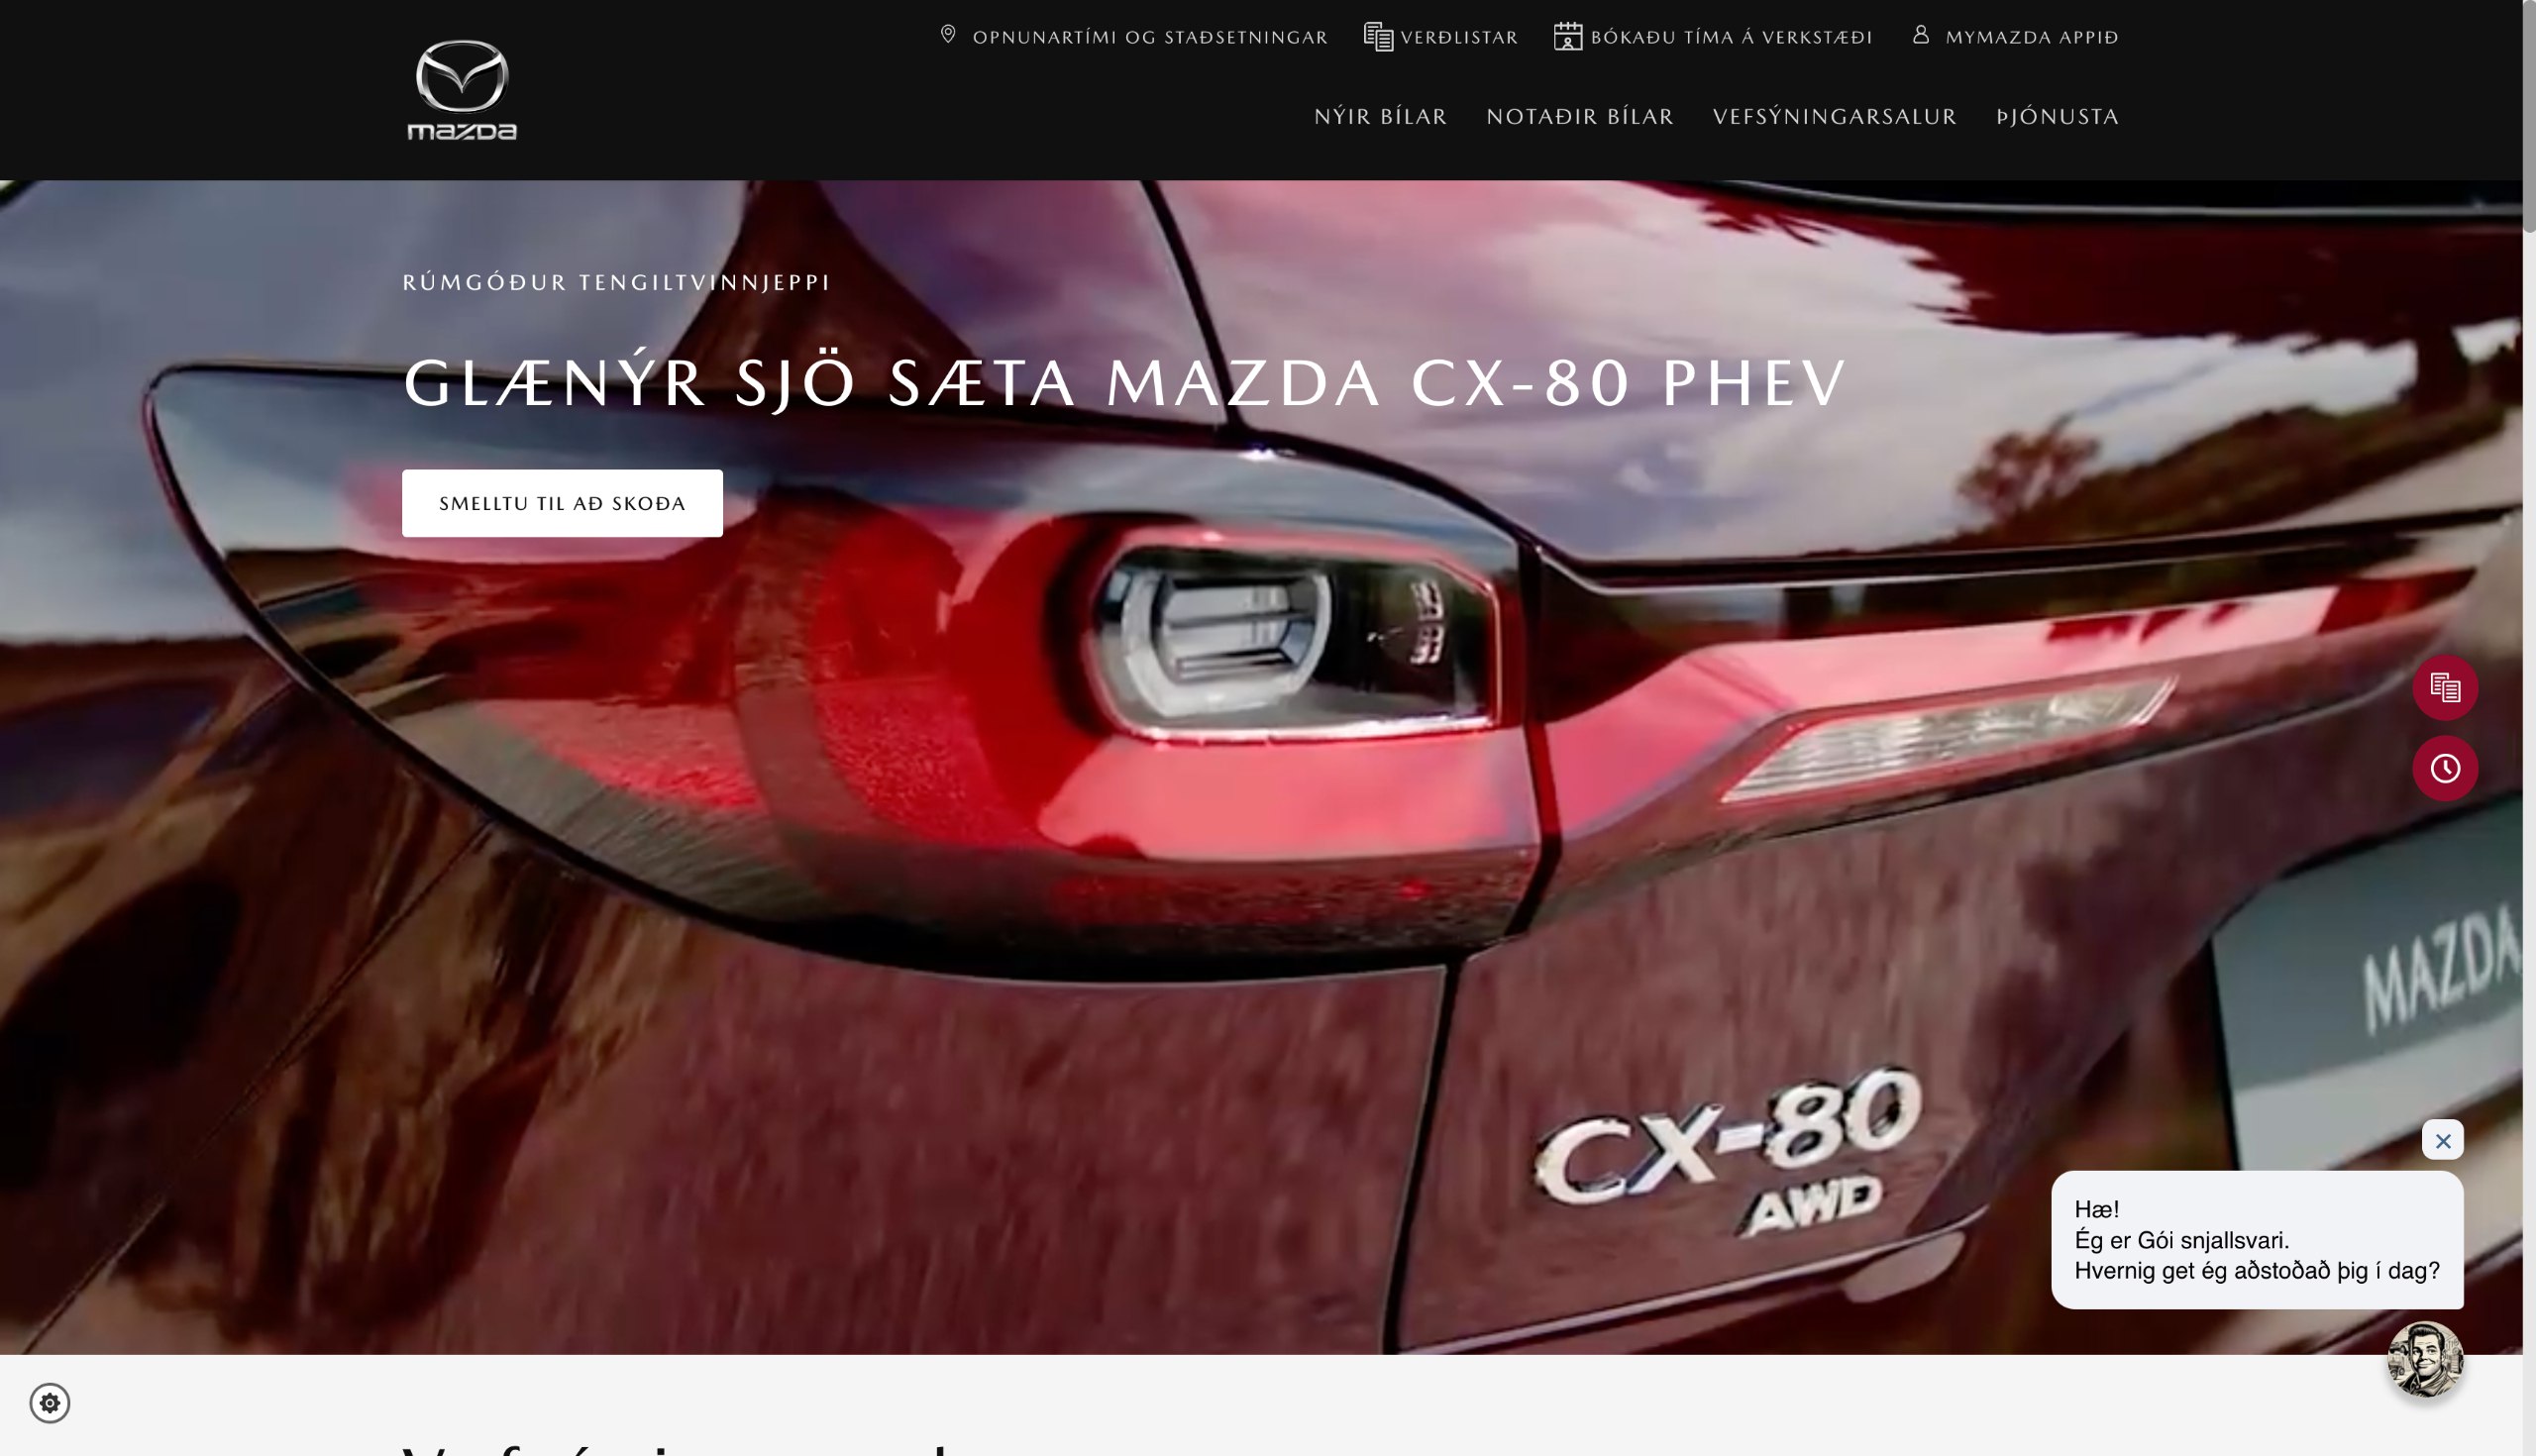 OPNUNARTÍMI OG STAÐSETNINGAR VERÐLISTAR BÓKAÐU TÍMA Á VERKSTÆÐI MYMAZDA APPIÐ
mazda
NÝIR BÍLAR NOTAÐIR BÍLAR VEFSÝNINGARSALUR ÞJÓNUSTA
RÚMGÓÐUR TENGILTVINNJEPPI
GLÆNÝR SJÖ SÆTA MAZDA CX-80 PHEV
SMELLTU TIL AÐ SKOÐA
MAZDA
CX-80
AWD
Hæ!
Ég er Gói snjallsvari.
Hvernig get ég aðstoðað þig í dag?